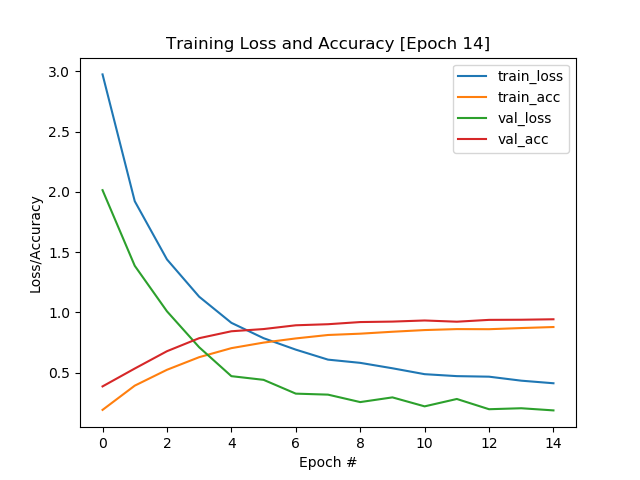 Training Loss and Accuracy [Epoch 14]
train_loss
train_acc
val_loss
val_acc
3.0
2.5
2.0
1.5
1.0
0.5
Loss/Accuracy
0 2 4 6 8 10 12 14
Epoch #